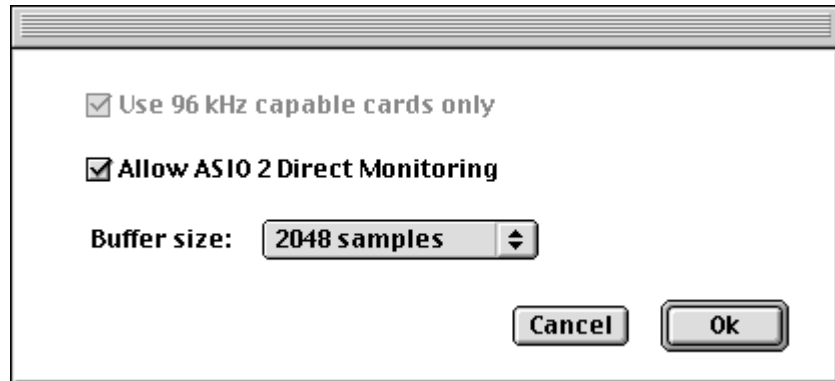 Use 96 kHz capable cards only
Allow ASIO 2 Direct Monitoring
Buffer size: 2048 samples
Cancel Ok